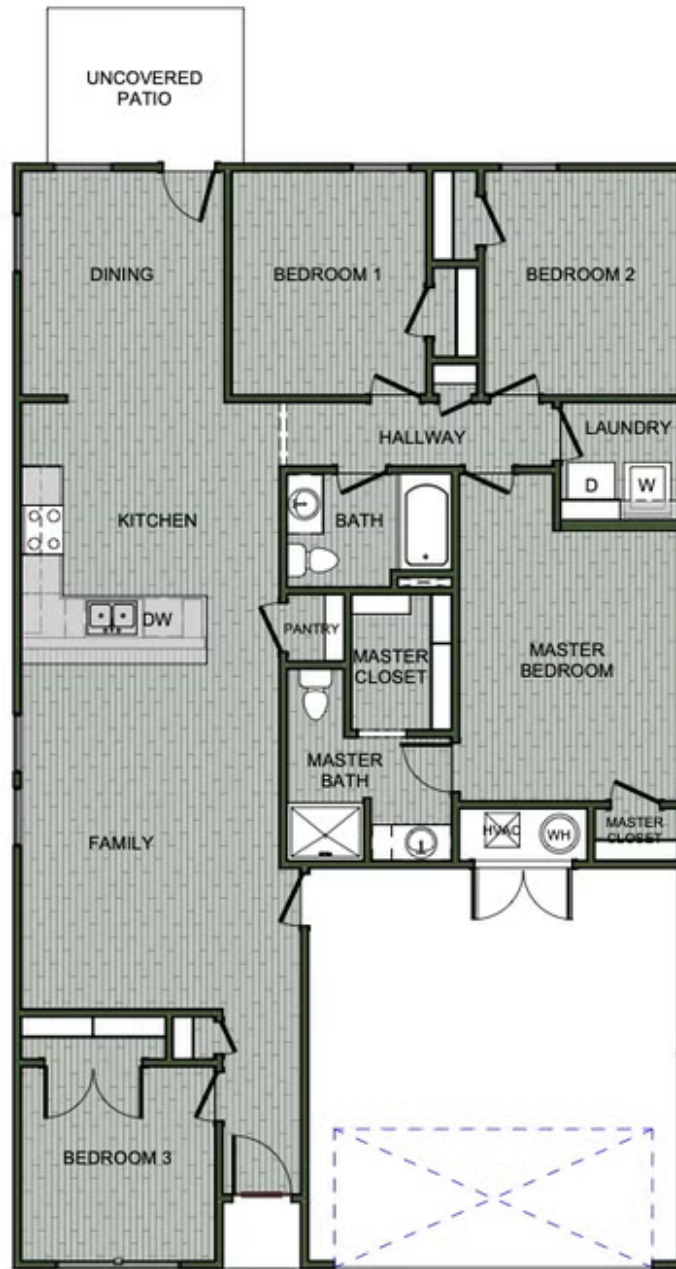 UNCOVERED
PATIO
DINING
BEDROOM 1
BEDROOM 2
HALLWAY
LAUNDRY
D
W
KITCHEN
BATH
DW
PANTRY
MASTER
CLOSET
MASTER
BEDROOM
MASTER
BATH
HVAC
WH
MASTER
CLOSET
FAMILY
BEDROOM 3